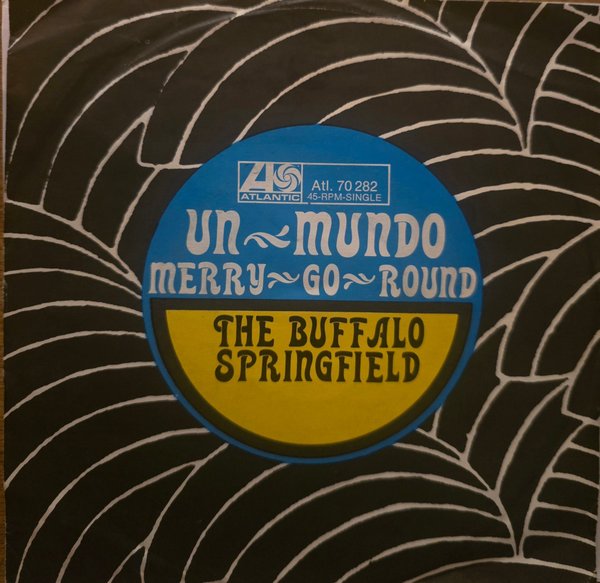 ATLANTIC
Atl. 70 282
45-RPM-SINGLE
UN~MUNDO
MERRY~GO~ROUND
THE BUFFALO
SPRINGFIELD